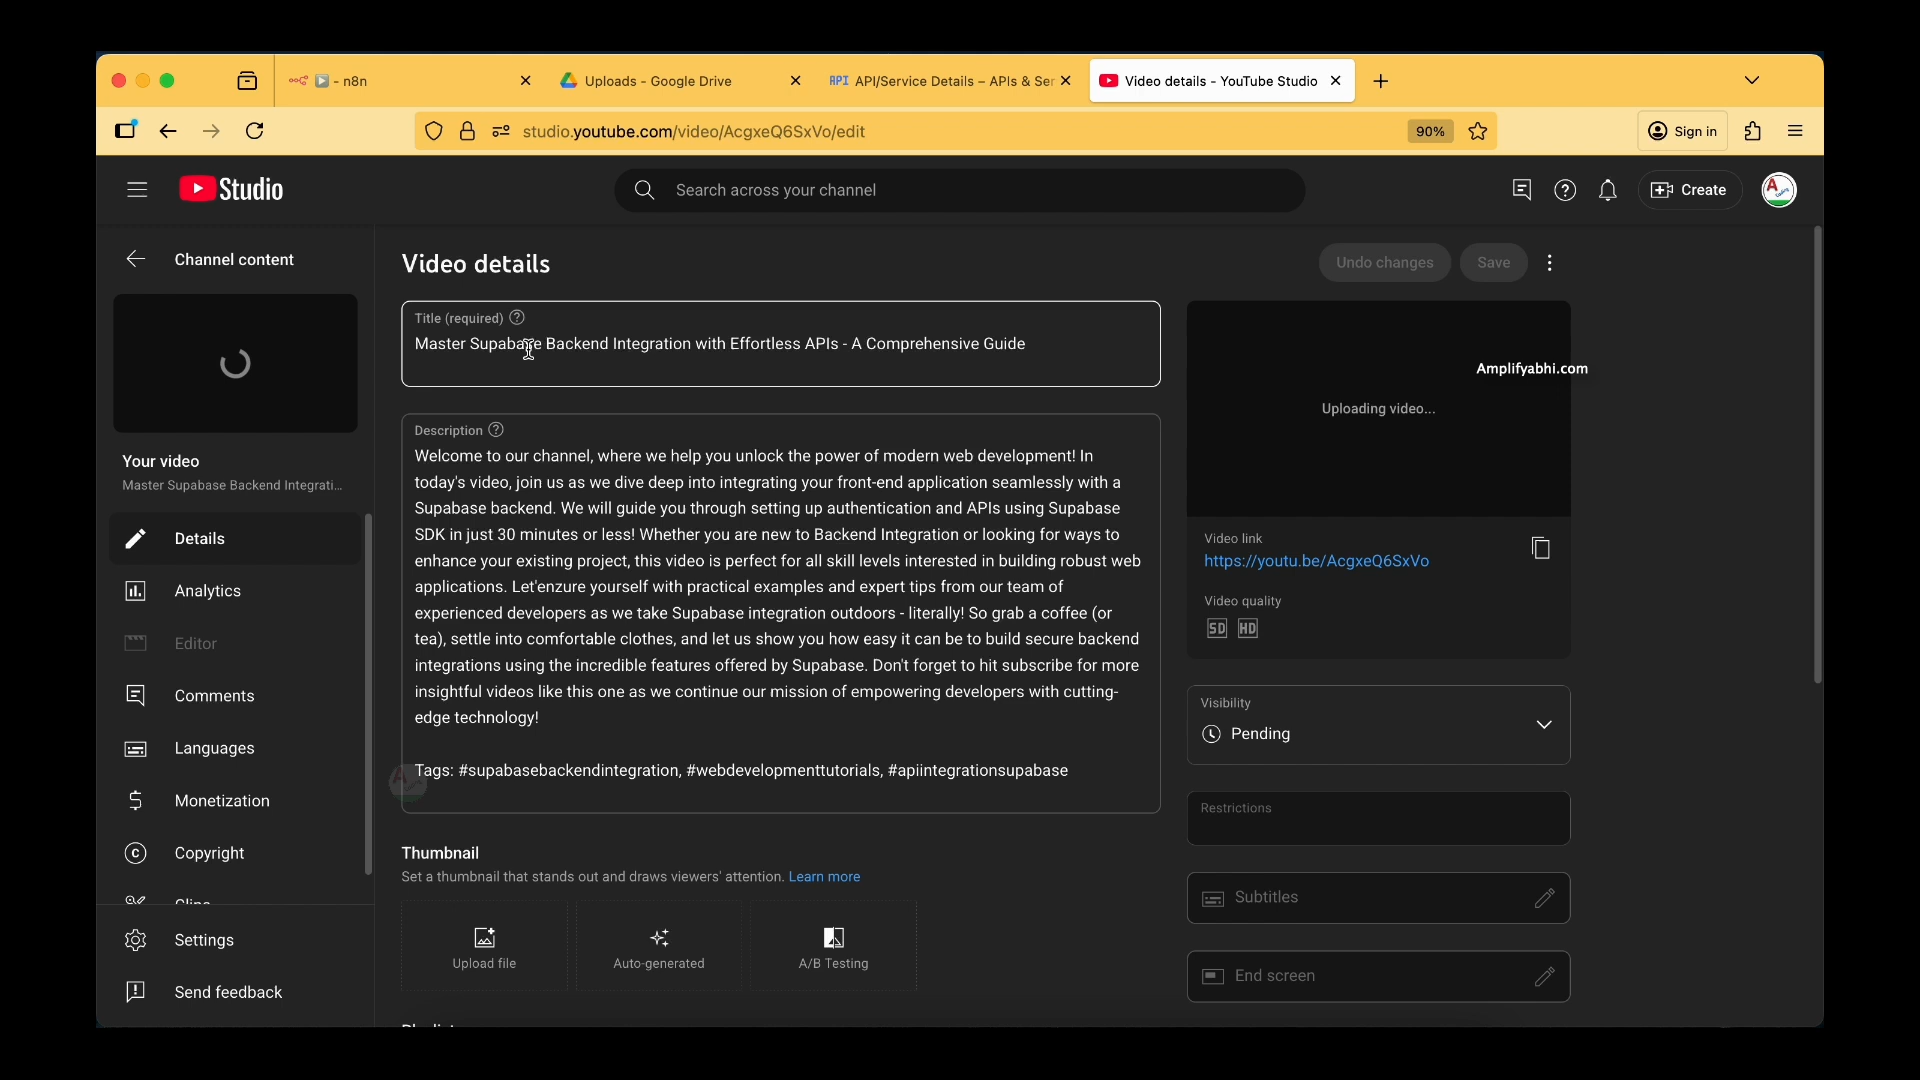 - n8n
Uploads - Google Drive
API API/Service Details – APIs & Ser
Video details - YouTube Studio
studio.youtube.com/video/AcgxeQ6SxVo/edit
90%
Sign in
Studio
Search across your channel
Create
Channel content
Video details
Undo changes
Save
Title (required)
Master Supabase Backend Integration with Effortless APIs - A Comprehensive Guide
Amplifyabhi.com
Uploading video...
Description
Welcome to our channel, where we help you unlock the power of modern web development! In
today's video, join us as we dive deep into integrating your front-end application seamlessly with a
Supabase backend. We will guide you through setting up authentication and APIs using Supabase
SDK in just 30 minutes or less! Whether you are new to Backend Integration or looking for ways to
enhance your existing project, this video is perfect for all skill levels interested in building robust web
applications. Let'enzure yourself with practical examples and expert tips from our team of
experienced developers as we take Supabase integration outdoors - literally! So grab a coffee (or
tea), settle into comfortable clothes, and let us show you how easy it can be to build secure backend
integrations using the incredible features offered by Supabase. Don't forget to hit subscribe for more
insightful videos like this one as we continue our mission of empowering developers with cutting-
edge technology!
Tags: #supabasebackendintegration, #webdevelopmenttutorials, #apiintegrationsupabase
Your video
Master Supabase Backend Integrati...
Details
Analytics
Editor
Comments
Languages
Monetization
Copyright
Settings
Send feedback
Video link
https://youtu.be/AcgxeQ6SxVo
Video quality
SD HD
Visibility
Pending
Restrictions
Subtitles
End screen
Thumbnail
Set a thumbnail that stands out and draws viewers' attention. Learn more
Upload file
Auto-generated
A/B Testing